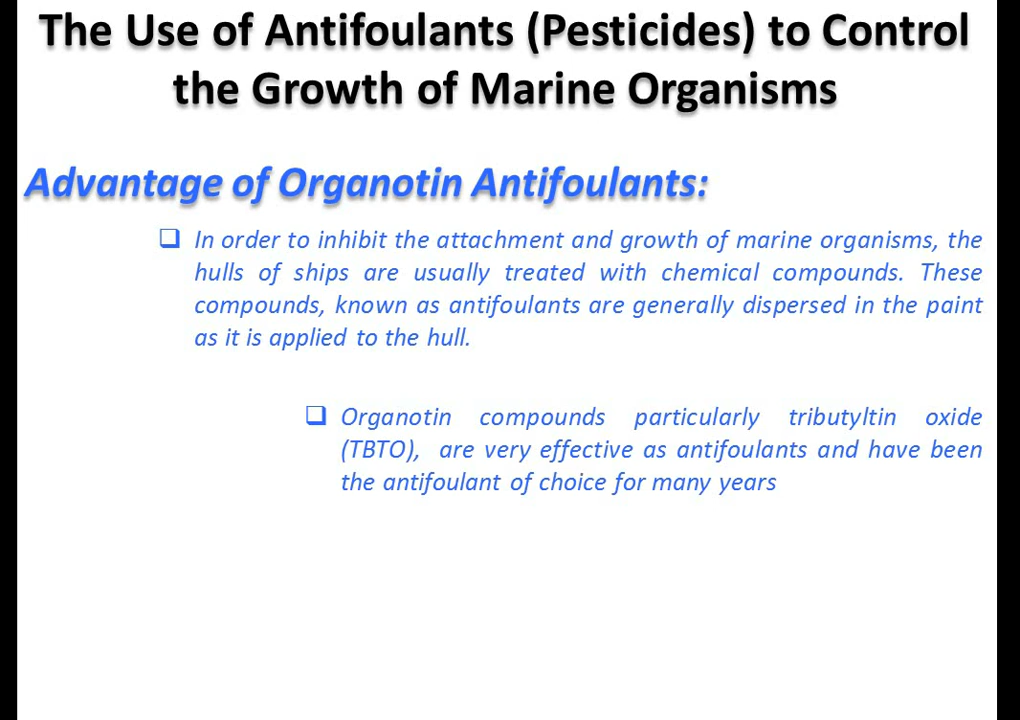 The Use of Antifoulants (Pesticides) to Control
the Growth of Marine Organisms
Advantage of Organotin Antifoulants:
In order to inhibit the attachment and growth of marine organisms, the
hulls of ships are usually treated with chemical compounds. These
compounds, known as antifoulants are generally dispersed in the paint
as it is applied to the hull.
Organotin compounds particularly tributyltin oxide
(TBTO), are very effective as antifoulants and have been
the antifoulant of choice for many years